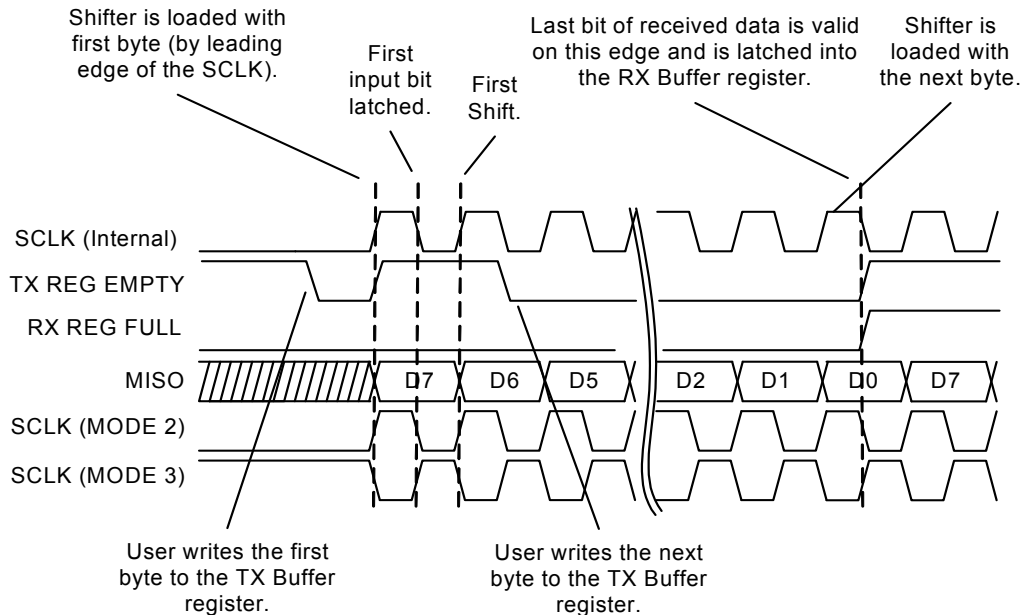 Shifter is loaded with
first byte (by leading
edge of the SCLK).
First
input bit
latched.
First
Shift.
Last bit of received data is valid
on this edge and is latched into
the RX Buffer register.
Shifter is
loaded with
the next byte.
SCLK (Internal)
TX REG EMPTY
RX REG FULL
MISO
D7
D6
D5
D2
D1
D0
D7
SCLK (MODE 2)
SCLK (MODE 3)
User writes the first
byte to the TX Buffer
register.
User writes the next
byte to the TX Buffer
register.